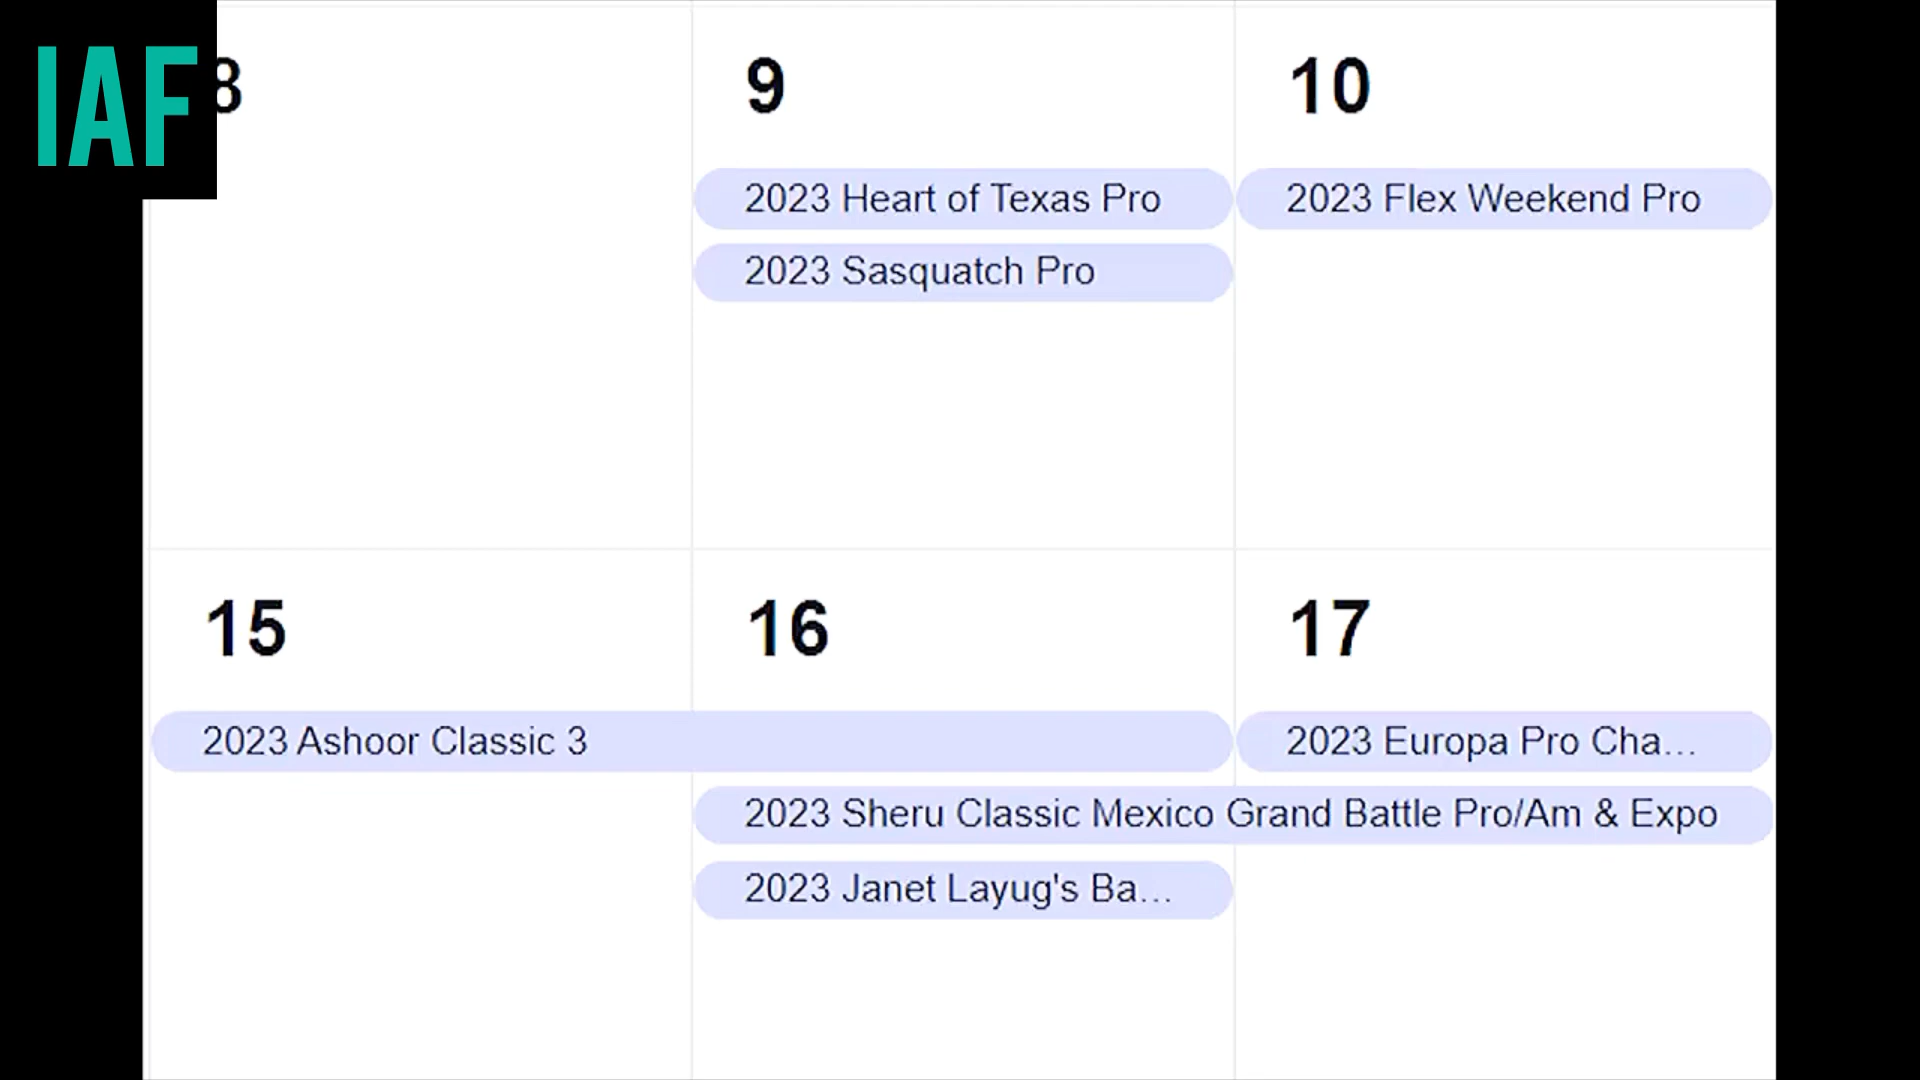 IAF
8
9
10
2023 Heart of Texas Pro
2023 Flex Weekend Pro
2023 Sasquatch Pro
15
16
17
2023 Ashoor Classic 3
2023 Europa Pro Cha...
2023 Sheru Classic Mexico Grand Battle Pro/Am & Expo
2023 Janet Layug's Ba...